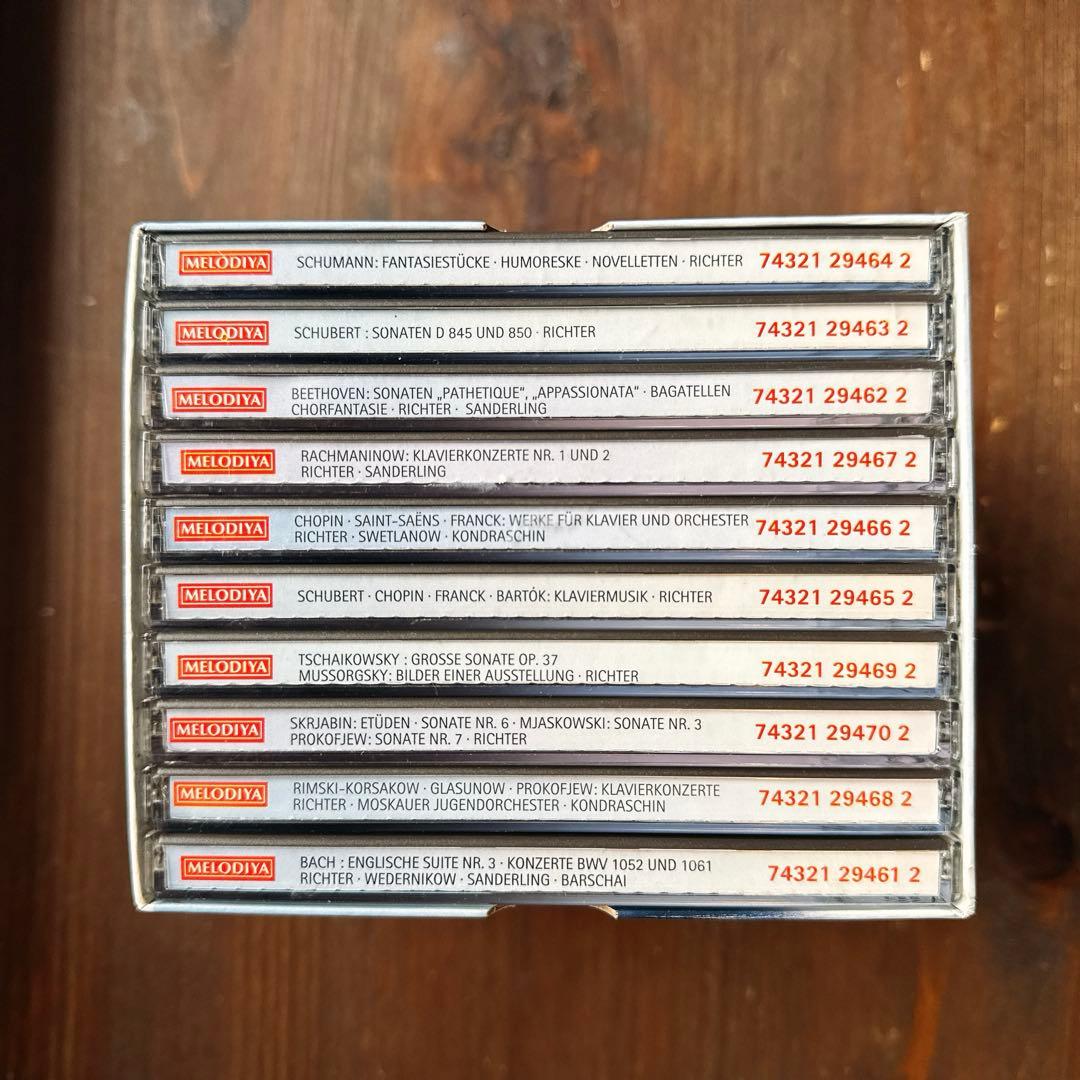 MELODIYA SCHUMANN: FANTASIESTÜCKE · HUMORESKE · NOVELLETTEN · RICHTER 74321 29464 2
MELODIYA SCHUBERT : SONATEN D 845 UND 850 · RICHTER 74321 29463 2
MELODIYA BEETHOVEN: SONATEN „PATHETIQUE“, „APPASSIONATA“ · BAGATELLEN 74321 29462 2
CHORFANTASIE · RICHTER · SANDERLING
MELODIYA RACHMANINOW: KLAVIERKONZERTE NR. 1 UND 2 74321 29467 2
RICHTER · SANDERLING
MELODIYA CHOPIN · SAINT-SAËNS · FRANCK: WERKE FÜR KLAVIER UND ORCHESTER 74321 29466 2
RICHTER · SWETLANOW · KONDRASCHIN
MELODIYA SCHUBERT · CHOPIN · FRANCK · BARTÓK: KLAVIERMUSIK · RICHTER 74321 29465 2
MELODIYA TSCHAIKOWSKY : GROSSE SONATE OP. 37 74321 29469 2
MUSSORGSKY: BILDER EINER AUSSTELLUNG · RICHTER
MELODIYA SKRJABIN: ETÜDEN · SONATE NR. 6 · MJASKOWSKI: SONATE NR. 3 74321 29470 2
PROKOFJEW: SONATE NR. 7 · RICHTER
MELODIYA RIMSKI-KORSAKOW · GLASUNOW · PROKOFJEW: KLAVIERKONZERTE 74321 29468 2
RICHTER · MOSKAUER JUGENDORCHESTER · KONDRASCHIN
MELODIYA BACH : ENGLISCHE SUITE NR. 3 · KONZERTE BWV 1052 UND 1061 74321 29461 2
RICHTER · WEDERNIKOW · SANDERLING · BARSCHAI